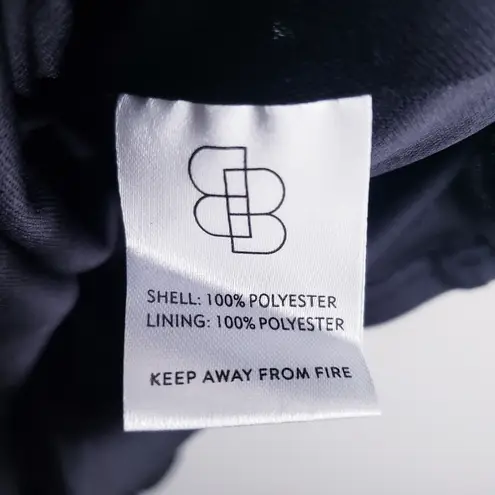 SHELL: 100% POLYESTER
LINING: 100% POLYESTER
KEEP AWAY FROM FIRE